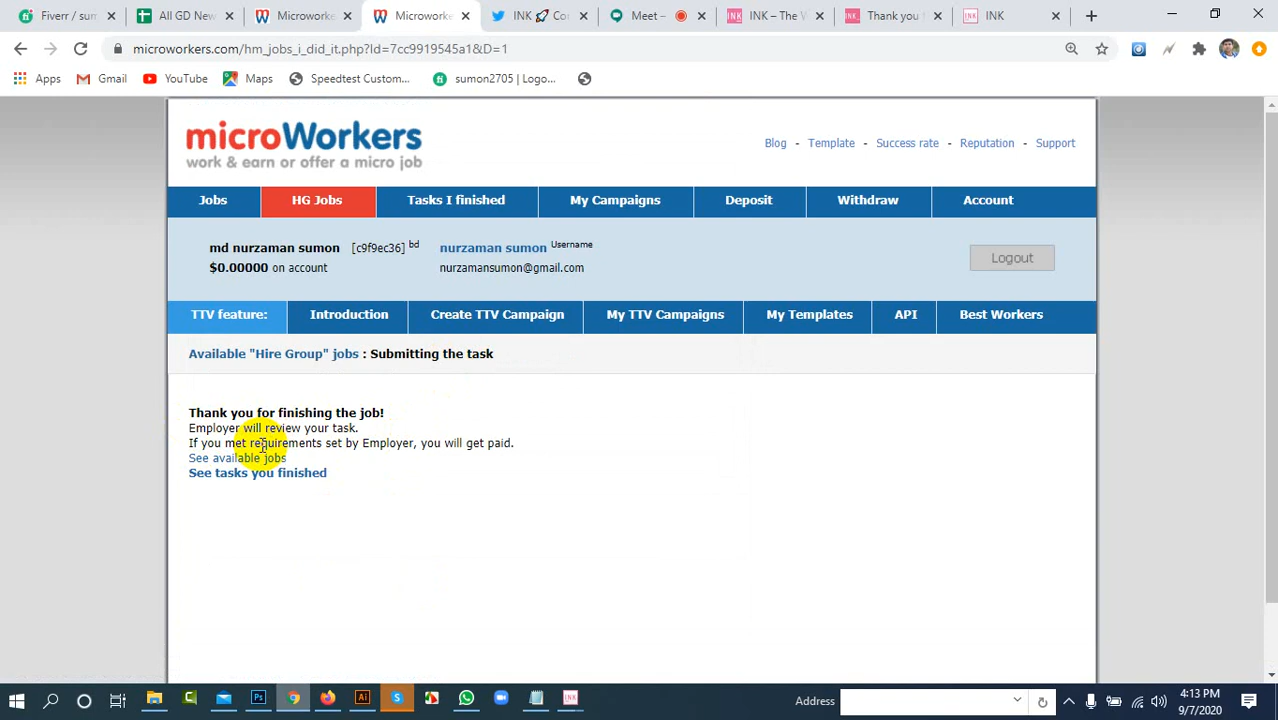 Fiverr / sum
All GD New
Microworke
Microworke
INK 🚀 Co
Meet –
INK – The V
Thank you
INK
microworkers.com/hm_jobs_i_did_it.php?Id=7cc9919545a1&D=1
Apps
Gmail
YouTube
Maps
Speedtest Custom...
sumon2705 | Logo...
microWorkers
work & earn or offer a micro job
Blog - Template - Success rate - Reputation - Support
Jobs HG Jobs Tasks I finished My Campaigns Deposit Withdraw Account
md nurzaman sumon [c9f9ec36] bd nurzaman sumon Username
$0.00000 on account nurzamansumon@gmail.com
Logout
TTV feature: Introduction Create TTV Campaign My TTV Campaigns My Templates API Best Workers
Available "Hire Group" jobs : Submitting the task
Thank you for finishing the job!
Employer will review your task.
If you met requirements set by Employer, you will get paid.
See available jobs
See tasks you finished
Address
4:13 PM
9/7/2020